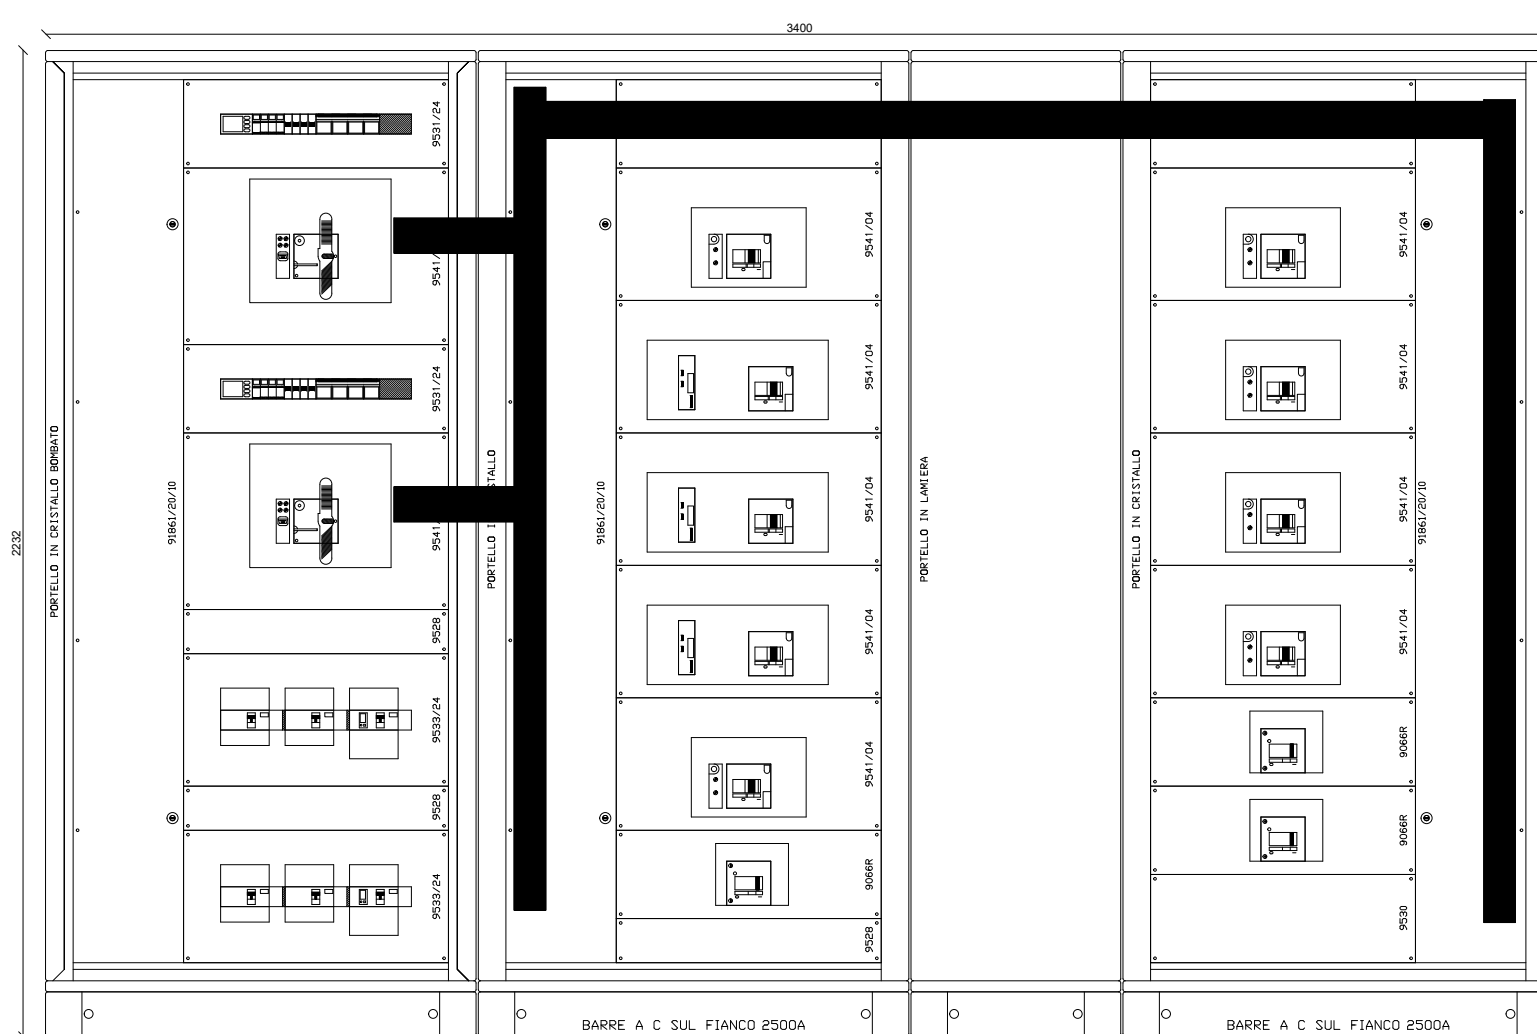 3400
2232
PORTELLO IN CRISTALLO BOMBATO
91861/20/10
9531/24
9541/
9531/24
9541
9528
9533/24
9528
9533/24
PORTELLO I STALLO
91861/20/10
9541/04
9541/04
9541/04
9541/04
9541/04
9066R
9528
BARRE A C SUL FIANCO 2500A
PORTELLO IN LAMIERA
PORTELLO IN CRISTALLO
9541/04
9541/04
9541/04
9541/04
9066R
9066R
9530
91861/20/10
BARRE A C SUL FIANCO 2500A